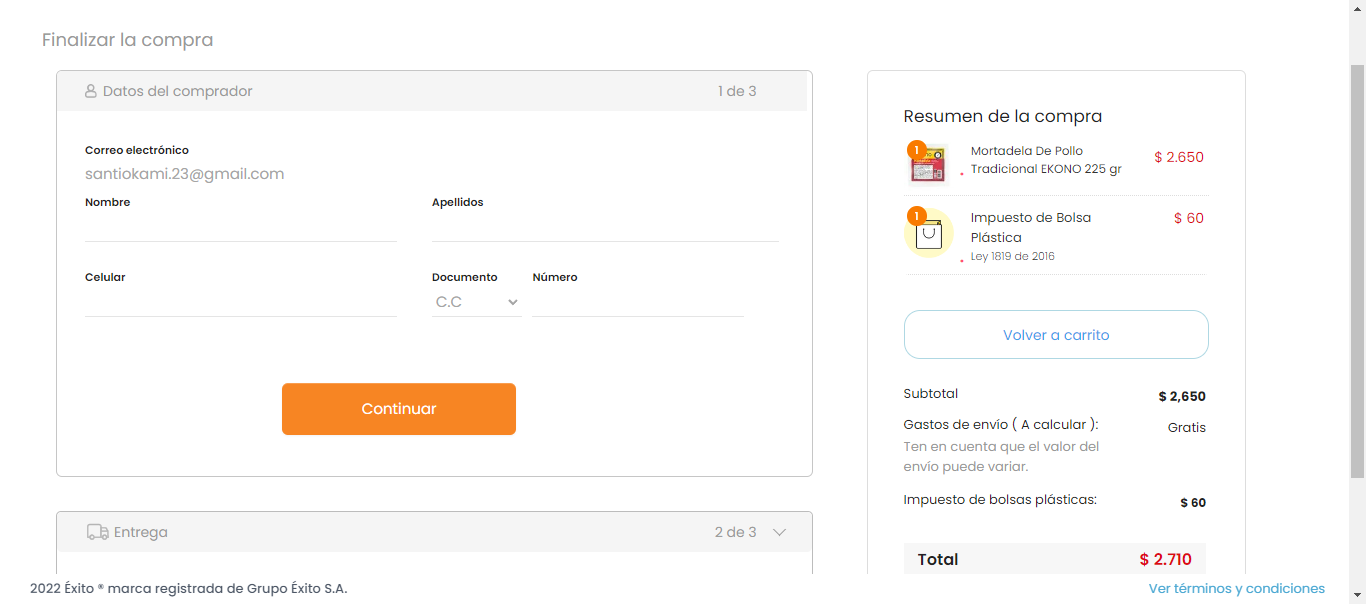 Finalizar la compra
Datos del comprador
1 de 3
Correo electrónico
santiokami.23@gmail.com
Nombre
Apellidos
Celular
Documento
Número
C.C
Continuar
Entrega
2 de 3
Resumen de la compra
1
Mortadela De Pollo
Tradicional EKONO 225 gr
$ 2.650
1
Impuesto de Bolsa
Plástica
Ley 1819 de 2016
$ 60
Volver a carrito
Subtotal
$ 2,650
Gastos de envío ( A calcular ):
Gratis
Ten en cuenta que el valor del
envío puede variar.
Impuesto de bolsas plásticas:
$ 60
Total
$ 2.710
2022 Éxito ® marca registrada de Grupo Éxito S.A.
Ver términos y condiciones